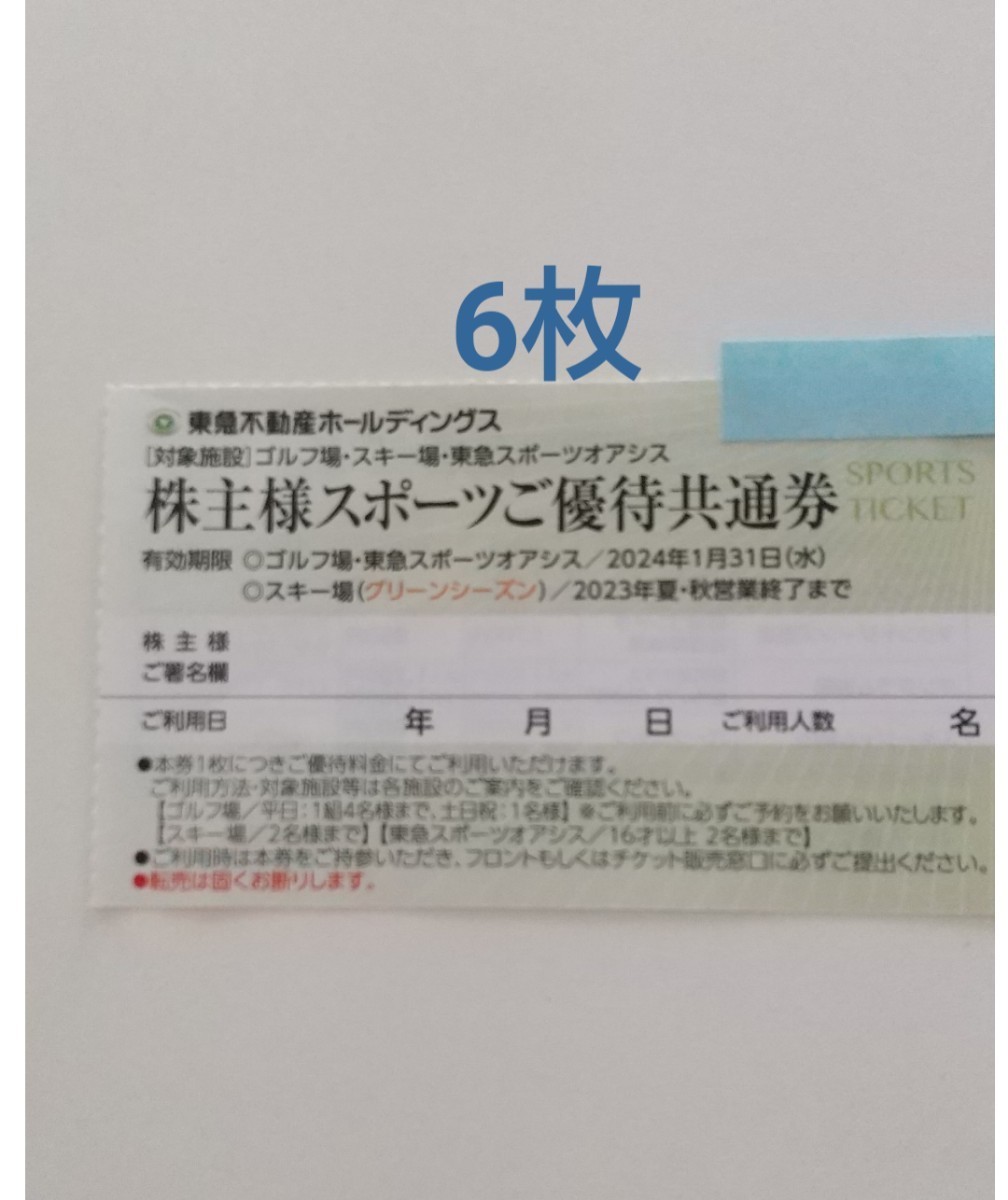 6枚
東急不動産ホールディングス
[対象施設]ゴルフ場・スキー場・東急スポーツオアシス
株主様スポーツご優待共通券
SPORTS
TICKET
有効期限 ◎ゴルフ場・東急スポーツオアシス/2024年1月31日(水)
◎スキー場(グリーンシーズン)/2023年夏・秋営業終了まで
株主様
ご署名欄
ご利用日 年 月 日 ご利用人数 名
●本券1枚につきご優待料金にてご利用いただけます。
ご利用方法・対象施設等は各施設のご案内をご確認ください。
【ゴルフ場/平日:1組4名様まで、土日祝:1名様】※ご利用前に必ずご予約をお願いいたします。
【スキー場/2名様まで】【東急スポーツオアシス/16才以上 2名様まで】
●ご利用時は本券をご持参いただき、フロントもしくはチケット販売窓口に必ずご提出ください。
●転売は固くお断りします。